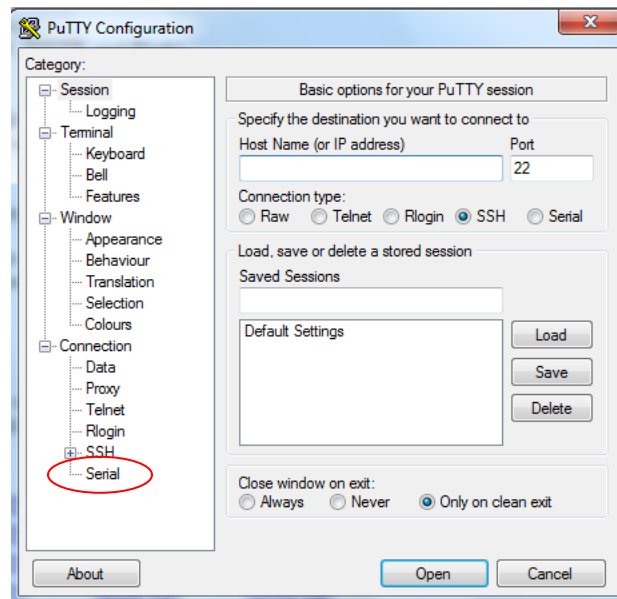 PuTTY Configuration
Category:
Session
Logging
Terminal
Keyboard
Bell
Features
Window
Appearance
Behaviour
Translation
Selection
Colours
Connection
Data
Proxy
Telnet
Rlogin
SSH
Serial
Basic options for your PuTTY session
Specify the destination you want to connect to
Host Name (or IP address) Port
22
Connection type:
Raw Telnet Rlogin SSH Serial
Load, save or delete a stored session
Saved Sessions
Default Settings
Load
Save
Delete
Close window on exit:
Always Never Only on clean exit
About Open Cancel